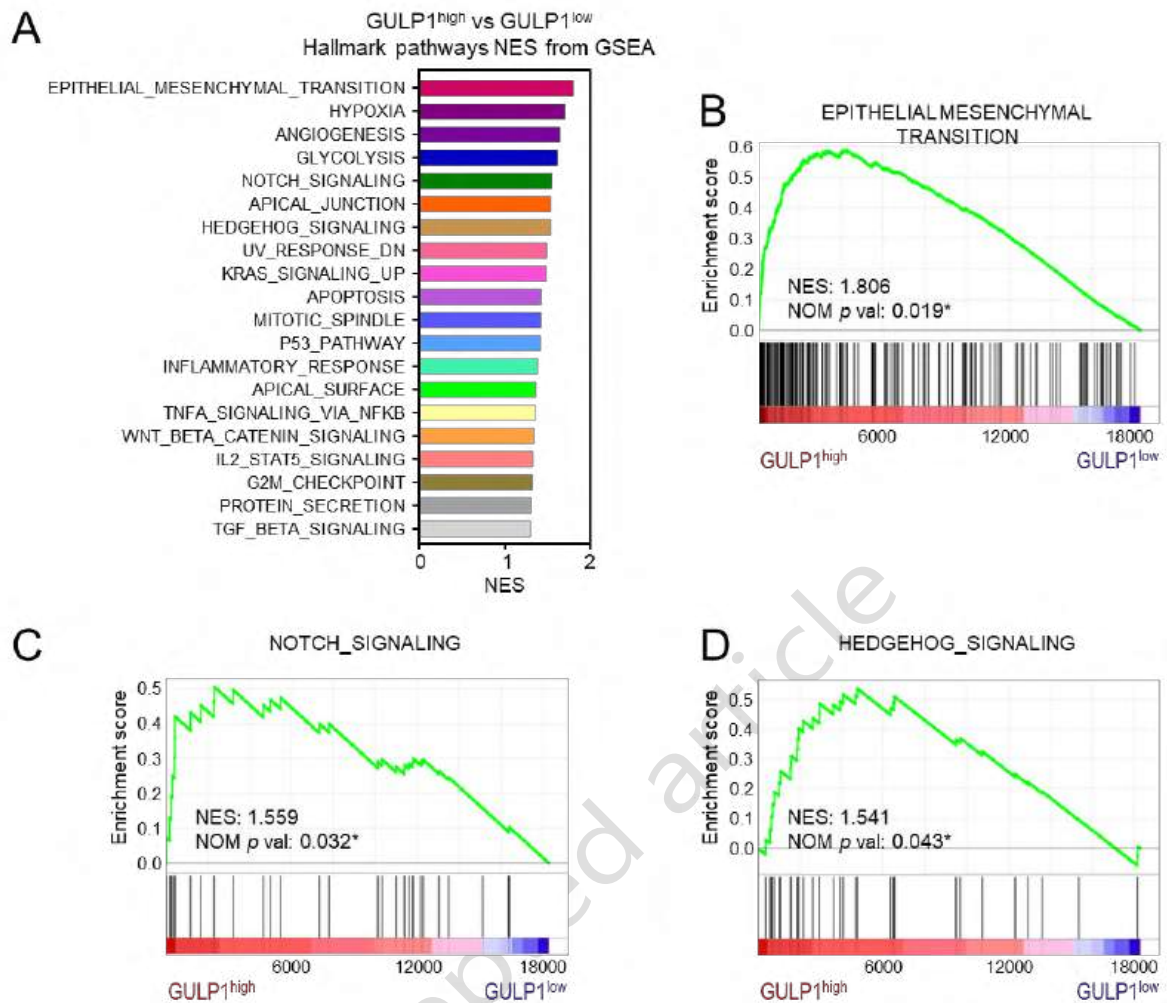 A
GULP1high vs GULP1low
Hallmark pathways NES from GSEA
EPITHELIAL_MESENCHYMAL_TRANSITION
HYPOXIA
ANGIOGENESIS
GLYCOLYSIS
NOTCH_SIGNALING
APICAL_JUNCTION
HEDGEHOG_SIGNALING
UV_RESPONSE_DN
KRAS_SIGNALING_UP
APOPTOSIS
MITOTIC_SPINDLE
P53_PATHWAY
INFLAMMATORY_RESPONSE
APICAL_SURFACE
TNFA_SIGNALING_VIA_NFKB
WNT_BETA_CATENIN_SIGNALING
IL2_STAT5_SIGNALING
G2M_CHECKPOINT
PROTEIN_SECRETION
TGF_BETA_SIGNALING
0 1 2
NES
B
EPITHELIAL MESENCHYMAL
TRANSITION
Enrichment score
0.6
0.5
0.4
0.3
0.2
0.1
0.0
NES: 1.806
NOM p val: 0.019*
6000 12000 18000
GULP1high GULP1low
C
NOTCH_SIGNALING
Enrichment score
0.5
0.4
0.3
0.2
0.1
0.0
NES: 1.559
NOM p val: 0.032*
6000 12000 18000
GULP1high GULP1low
D
HEDGEHOG_SIGNALING
Enrichment score
0.5
0.4
0.3
0.2
0.1
0.0
NES: 1.541
NOM p val: 0.043*
6000 12000 18000
GULP1high GULP1low
article